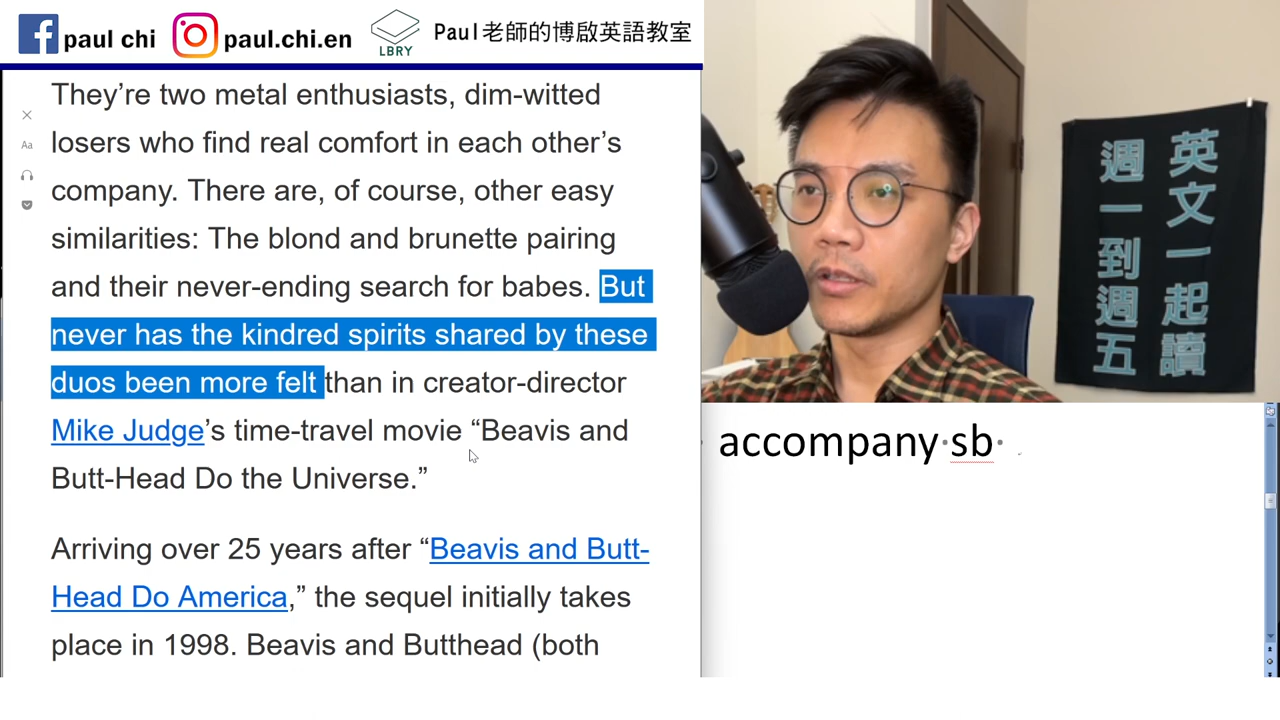 paul chi
paul.chi.en
LBRY
Paul老師的博啟英語教室
They’re two metal enthusiasts, dim-witted
losers who find real comfort in each other’s
company. There are, of course, other easy
similarities: The blond and brunette pairing
and their never-ending search for babes. But
never has the kindred spirits shared by these
duos been more felt than in creator-director
Mike Judge’s time-travel movie “Beavis and
Butt-Head Do the Universe.”
Arriving over 25 years after “Beavis and Butt-
Head Do America,” the sequel initially takes
place in 1998. Beavis and Butthead (both
Aa
英文一起讀
週一到週五
accompany sb